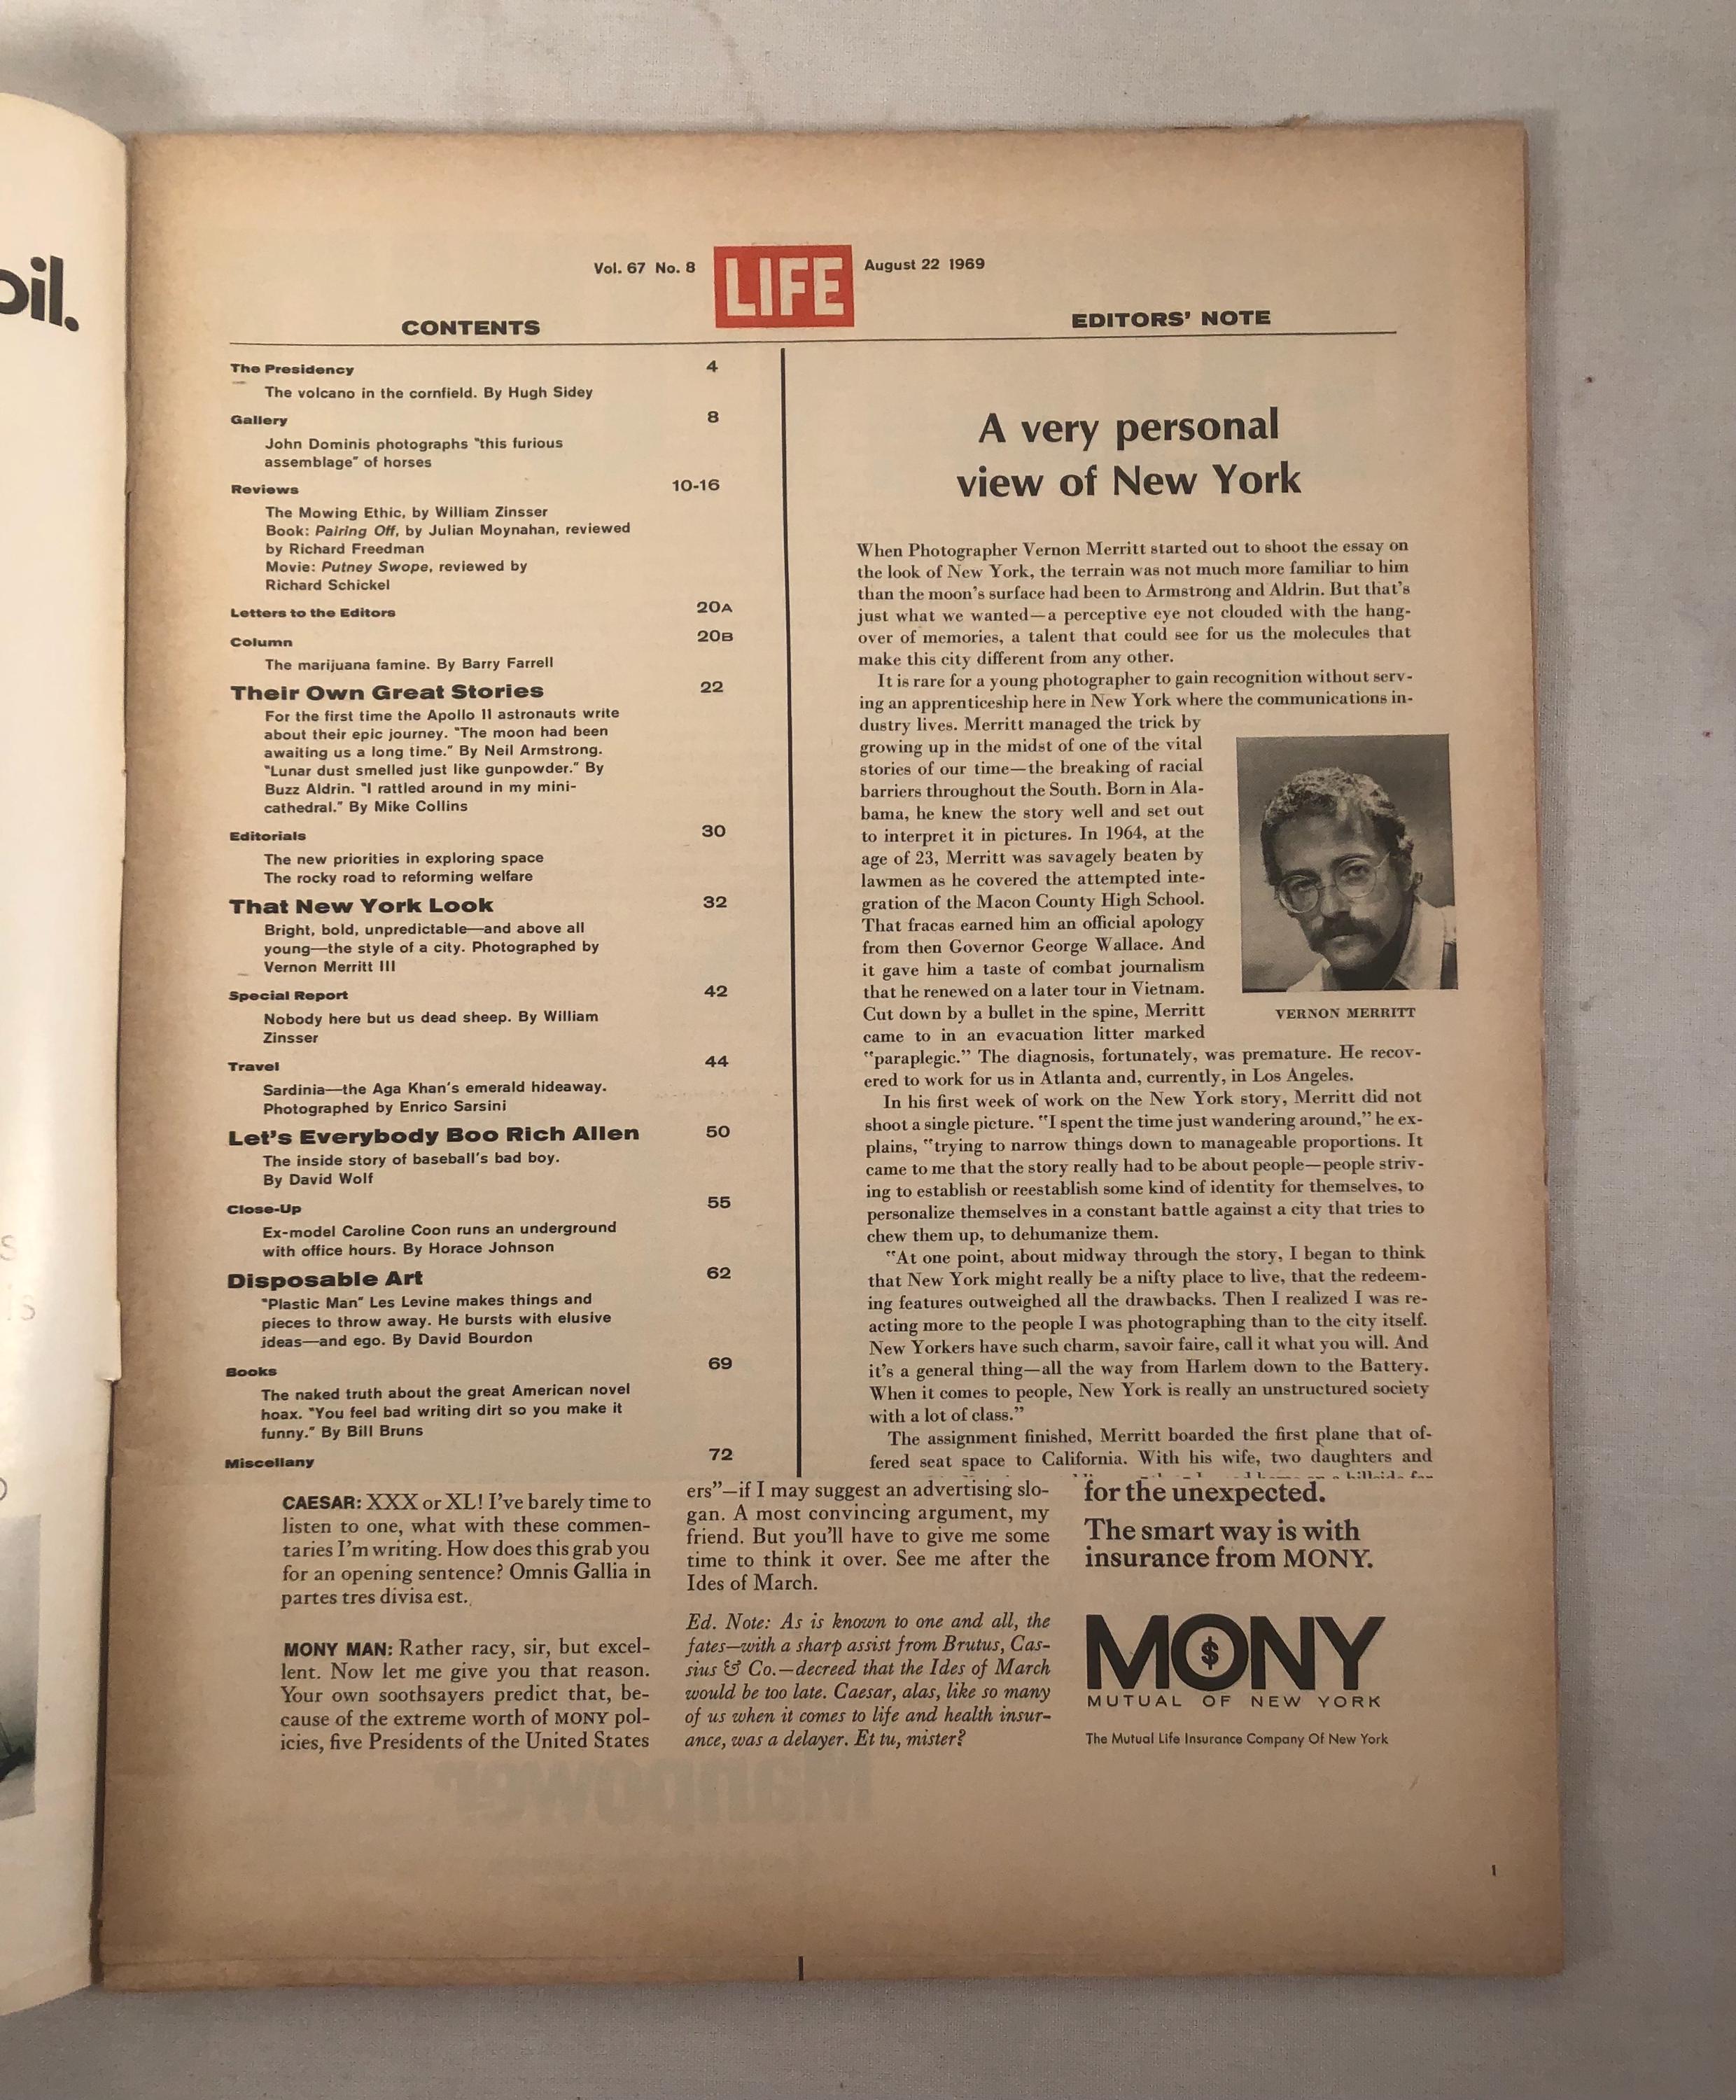 oil.
Vol. 67 No. 8
LIFE
August 22 1969
CONTENTS
The Presidency 4
The volcano in the cornfield. By Hugh Sidey
Gallery 8
John Dominis photographs "this furious
assemblage" of horses
Reviews 10-16
The Mowing Ethic, by William Zinsser
Book: Pairing Off, by Julian Moynahan, reviewed
by Richard Freedman
Movie: Putney Swope, reviewed by
Richard Schickel
Letters to the Editors 20A
Column 20B
The marijuana famine. By Barry Farrell
Their Own Great Stories 22
For the first time the Apollo 11 astronauts write
about their epic journey. "The moon had been
awaiting us a long time." By Neil Armstrong.
"Lunar dust smelled just like gunpowder." By
Buzz Aldrin. "I rattled around in my mini-
cathedral." By Mike Collins
Editorials 30
The new priorities in exploring space
The rocky road to reforming welfare
That New York Look 32
Bright, bold, unpredictable—and above all
young—the style of a city. Photographed by
Vernon Merritt III
Special Report 42
Nobody here but us dead sheep. By William
Zinsser
Travel 44
Sardinia—the Aga Khan's emerald hideaway.
Photographed by Enrico Sarsini
Let's Everybody Boo Rich Allen 50
The inside story of baseball's bad boy.
By David Wolf
Close-Up 55
Ex-model Caroline Coon runs an underground
with office hours. By Horace Johnson
Disposable Art 62
"Plastic Man" Les Levine makes things and
pieces to throw away. He bursts with elusive
ideas—and ego. By David Bourdon
Books 69
The naked truth about the great American novel
hoax. "You feel bad writing dirt so you make it
funny." By Bill Bruns
Miscellany 72
EDITORS' NOTE
A very personal
view of New York
When Photographer Vernon Merritt started out to shoot the essay on
the look of New York, the terrain was not much more familiar to him
than the moon's surface had been to Armstrong and Aldrin. But that's
just what we wanted—a perceptive eye not clouded with the hang-
over of memories, a talent that could see for us the molecules that
make this city different from any other.
It is rare for a young photographer to gain recognition without serv-
ing an apprenticeship here in New York where the communications in-
dustry lives. Merritt managed the trick by
growing up in the midst of one of the vital
stories of our time—the breaking of racial
barriers throughout the South. Born in Ala-
bama, he knew the story well and set out
to interpret it in pictures. In 1964, at the
age of 23, Merritt was savagely beaten by
lawmen as he covered the attempted inte-
gration of the Macon County High School.
That fracas earned him an official apology
from then Governor George Wallace. And
it gave him a taste of combat journalism
that he renewed on a later tour in Vietnam.
Cut down by a bullet in the spine, Merritt
came to in an evacuation litter marked
"paraplegic." The diagnosis, fortunately, was premature. He recov-
ered to work for us in Atlanta and, currently, in Los Angeles.
VERNON MERRITT
In his first week of work on the New York story, Merritt did not
shoot a single picture. "I spent the time just wandering around," he ex-
plains, "trying to narrow things down to manageable proportions. It
came to me that the story really had to be about people—people striv-
ing to establish or reestablish some kind of identity for themselves, to
personalize themselves in a constant battle against a city that tries to
chew them up, to dehumanize them.
"At one point, about midway through the story, I began to think
that New York might really be a nifty place to live, that the redeem-
ing features outweighed all the drawbacks. Then I realized I was re-
acting more to the people I was photographing than to the city itself.
New Yorkers have such charm, savoir faire, call it what you will. And
it's a general thing—all the way from Harlem down to the Battery.
When it comes to people, New York is really an unstructured society
with a lot of class."
The assignment finished, Merritt boarded the first plane that of-
fered seat space to California. With his wife, two daughters and
CAESAR: XXX or XL! I've barely time to
listen to one, what with these commen-
taries I'm writing. How does this grab you
for an opening sentence? Omnis Gallia in
partes tres divisa est.
MONY MAN: Rather racy, sir, but excel-
lent. Now let me give you that reason.
Your own soothsayers predict that, be-
cause of the extreme worth of MONY pol-
icies, five Presidents of the United States
ers"—if I may suggest an advertising slo-
gan. A most convincing argument, my
friend. But you'll have to give me some
time to think it over. See me after the
Ides of March.
Ed. Note: As is known to one and all, the
fates—with a sharp assist from Brutus, Cas-
sius & Co.—decreed that the Ides of March
would be too late. Caesar, alas, like so many
of us when it comes to life and health insur-
ance, was a delayer. Et tu, mister?
for the unexpected.
The smart way is with
insurance from MONY.
MONY
$
MUTUAL OF NEW YORK
The Mutual Life Insurance Company Of New York
1